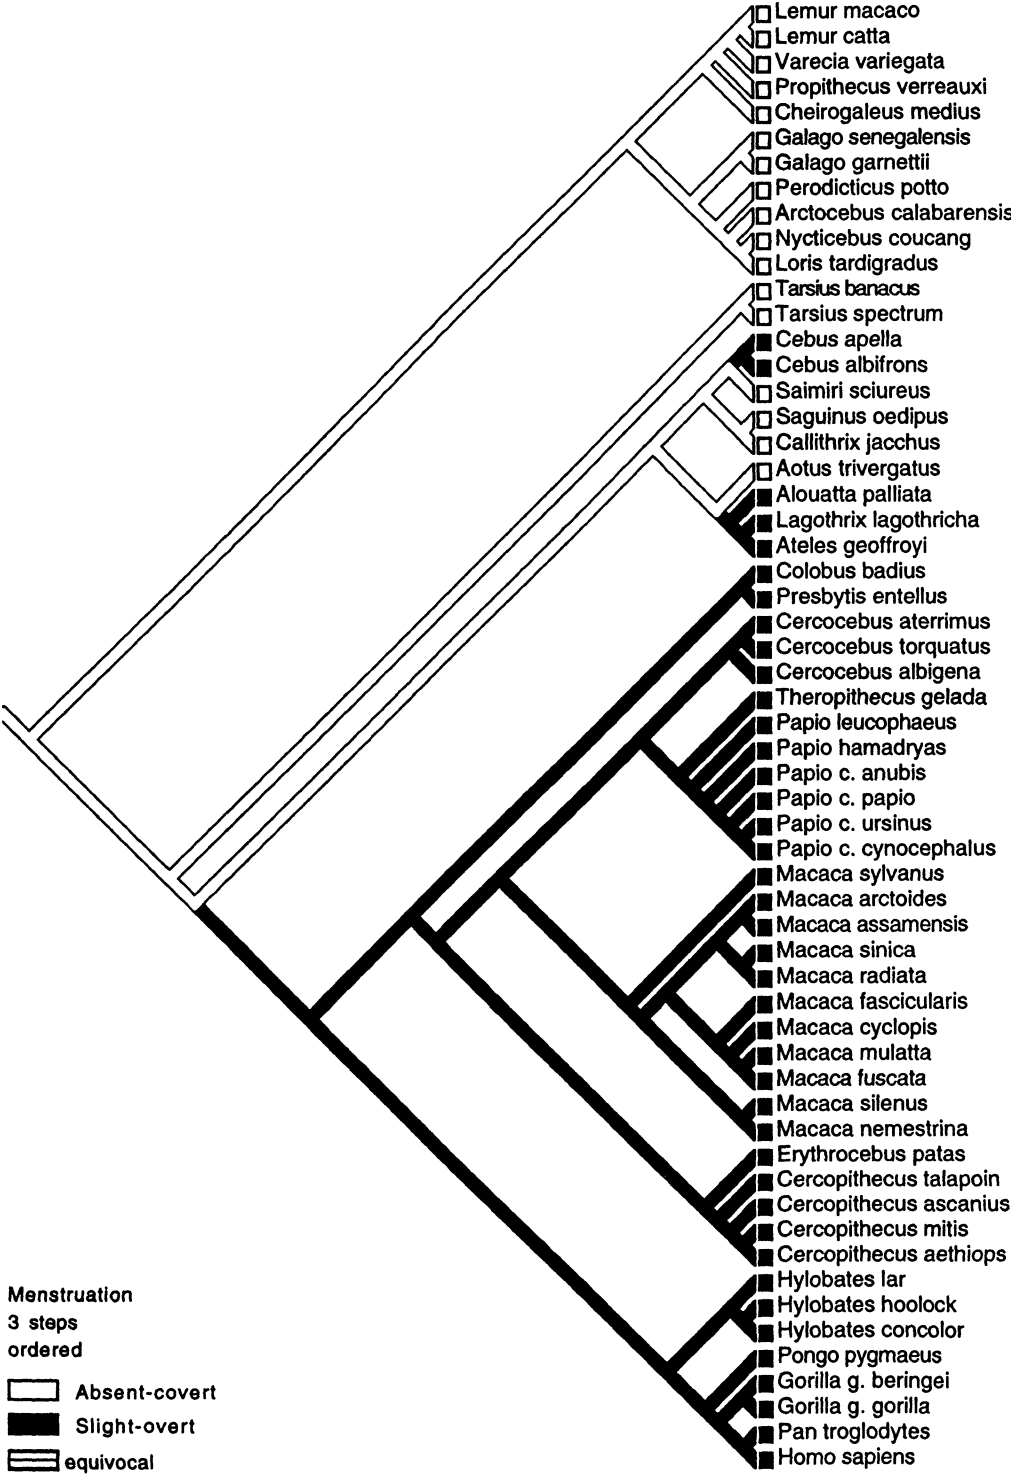 Lemur macaco
Lemur catta
Varecia variegata
Propithecus verreauxi
Cheirogaleus medius
Galago senegalensis
Galago garnettii
Perodicticus potto
Arctocebus calabarensis
Nycticebus coucang
Loris tardigradus
Tarsius banacus
Tarsius spectrum
Cebus apella
Cebus albifrons
Saimiri sciureus
Saguinus oedipus
Callithrix jacchus
Aotus trivergatus
Alouatta palliata
Lagothrix lagothricha
Ateles geoffroyi
Colobus badius
Presbytis entellus
Cercocebus aterrimus
Cercocebus torquatus
Cercocebus albigena
Theropithecus gelada
Papio leucophaeus
Papio hamadryas
Papio c. anubis
Papio c. papio
Papio c. ursinus
Papio c. cynocephalus
Macaca sylvanus
Macaca arctoides
Macaca assamensis
Macaca sinica
Macaca radiata
Macaca fascicularis
Macaca cyclopis
Macaca mulatta
Macaca fuscata
Macaca silenus
Macaca nemestrina
Erythrocebus patas
Cercopithecus talapoin
Cercopithecus ascanius
Cercopithecus mitis
Cercopithecus aethiops
Hylobates lar
Hylobates hoolock
Hylobates concolor
Pongo pygmaeus
Gorilla g. beringei
Gorilla g. gorilla
Pan troglodytes
Homo sapiens
Menstruation
3 steps
ordered
Absent-covert
Slight-overt
equivocal